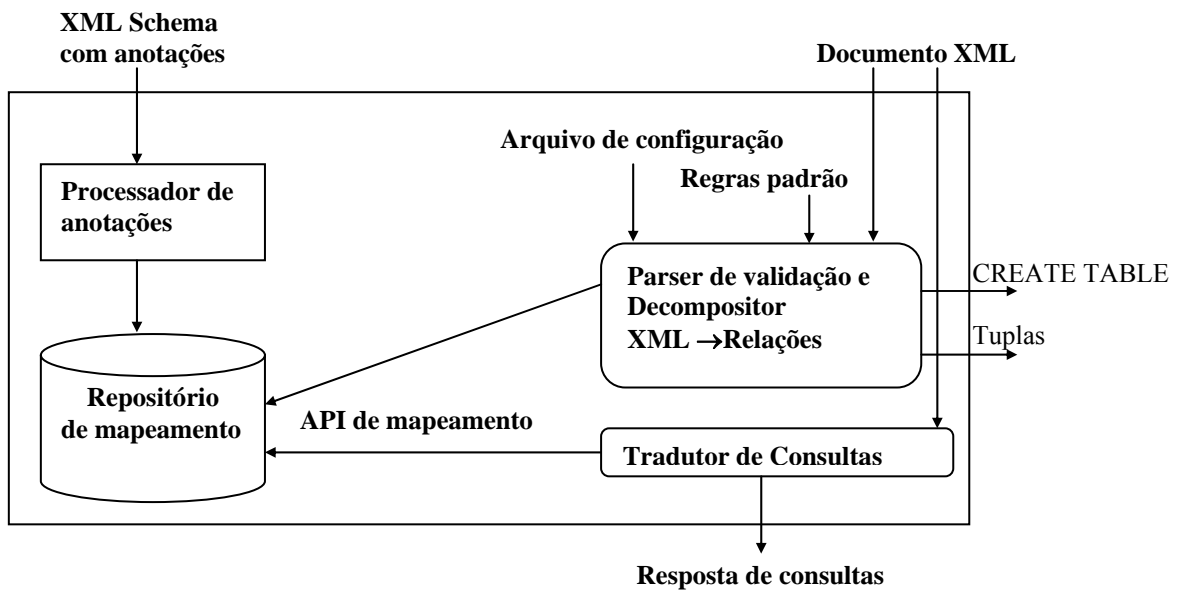 XML Schema
com anotações
Documento XML
Arquivo de configuração
Regras padrão
Processador de
anotações
Parser de validação e
Decompositor
XML →Relações
CREATE TABLE
Tuplas
Repositório
de mapeamento
API de mapeamento
Tradutor de Consultas
Resposta de consultas